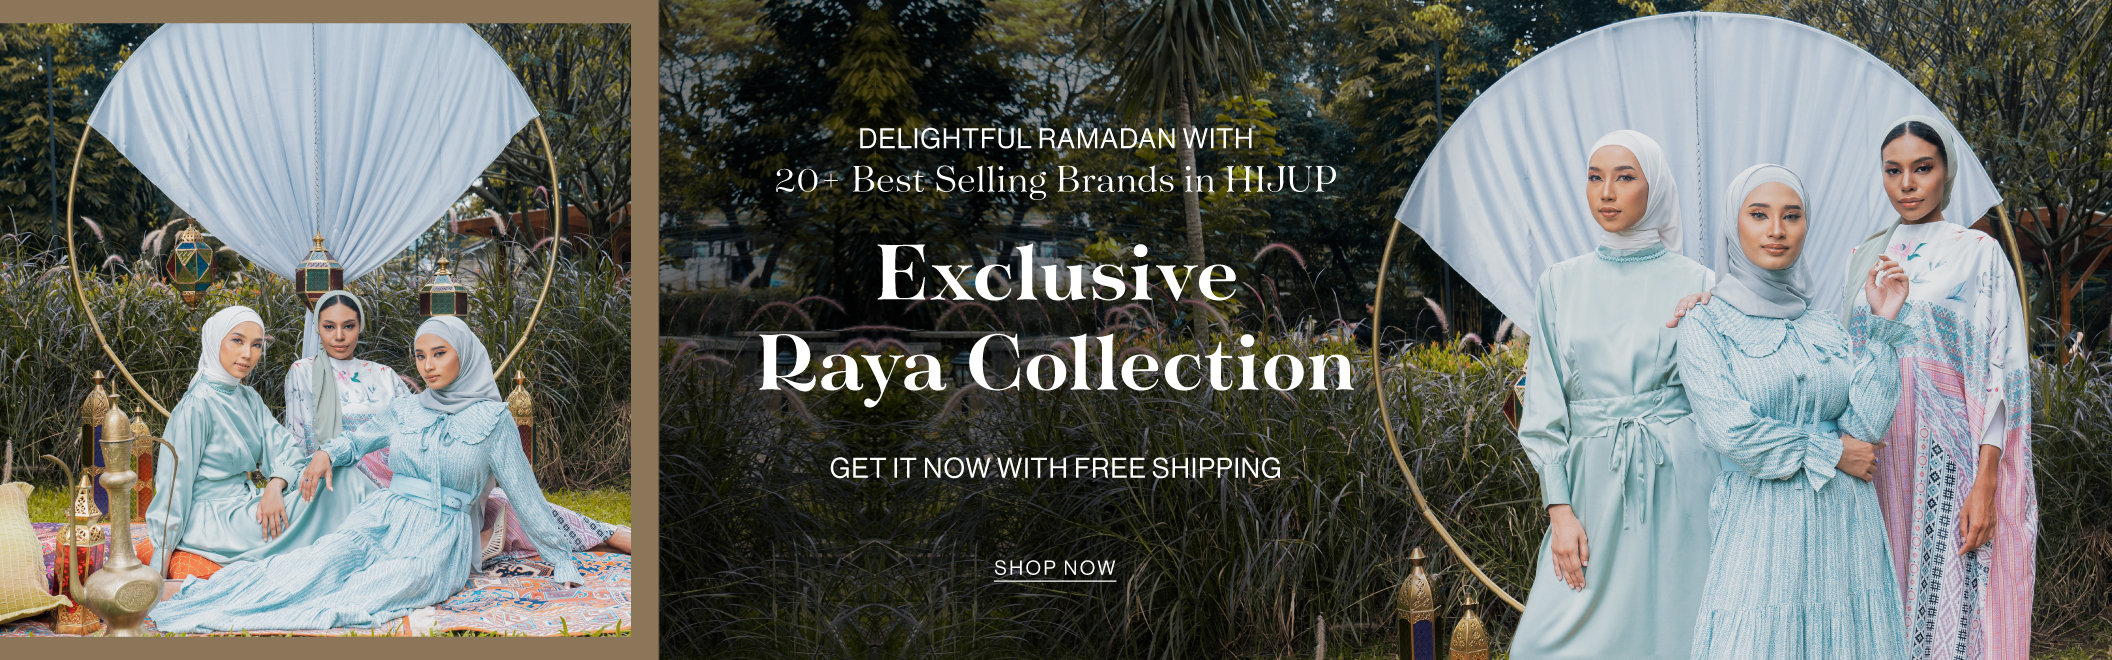 DELIGHTFUL RAMADAN WITH
20+ Best Selling Brands in HIJUP
Exclusive
Raya Collection
GET IT NOW WITH FREE SHIPPING
SHOP NOW